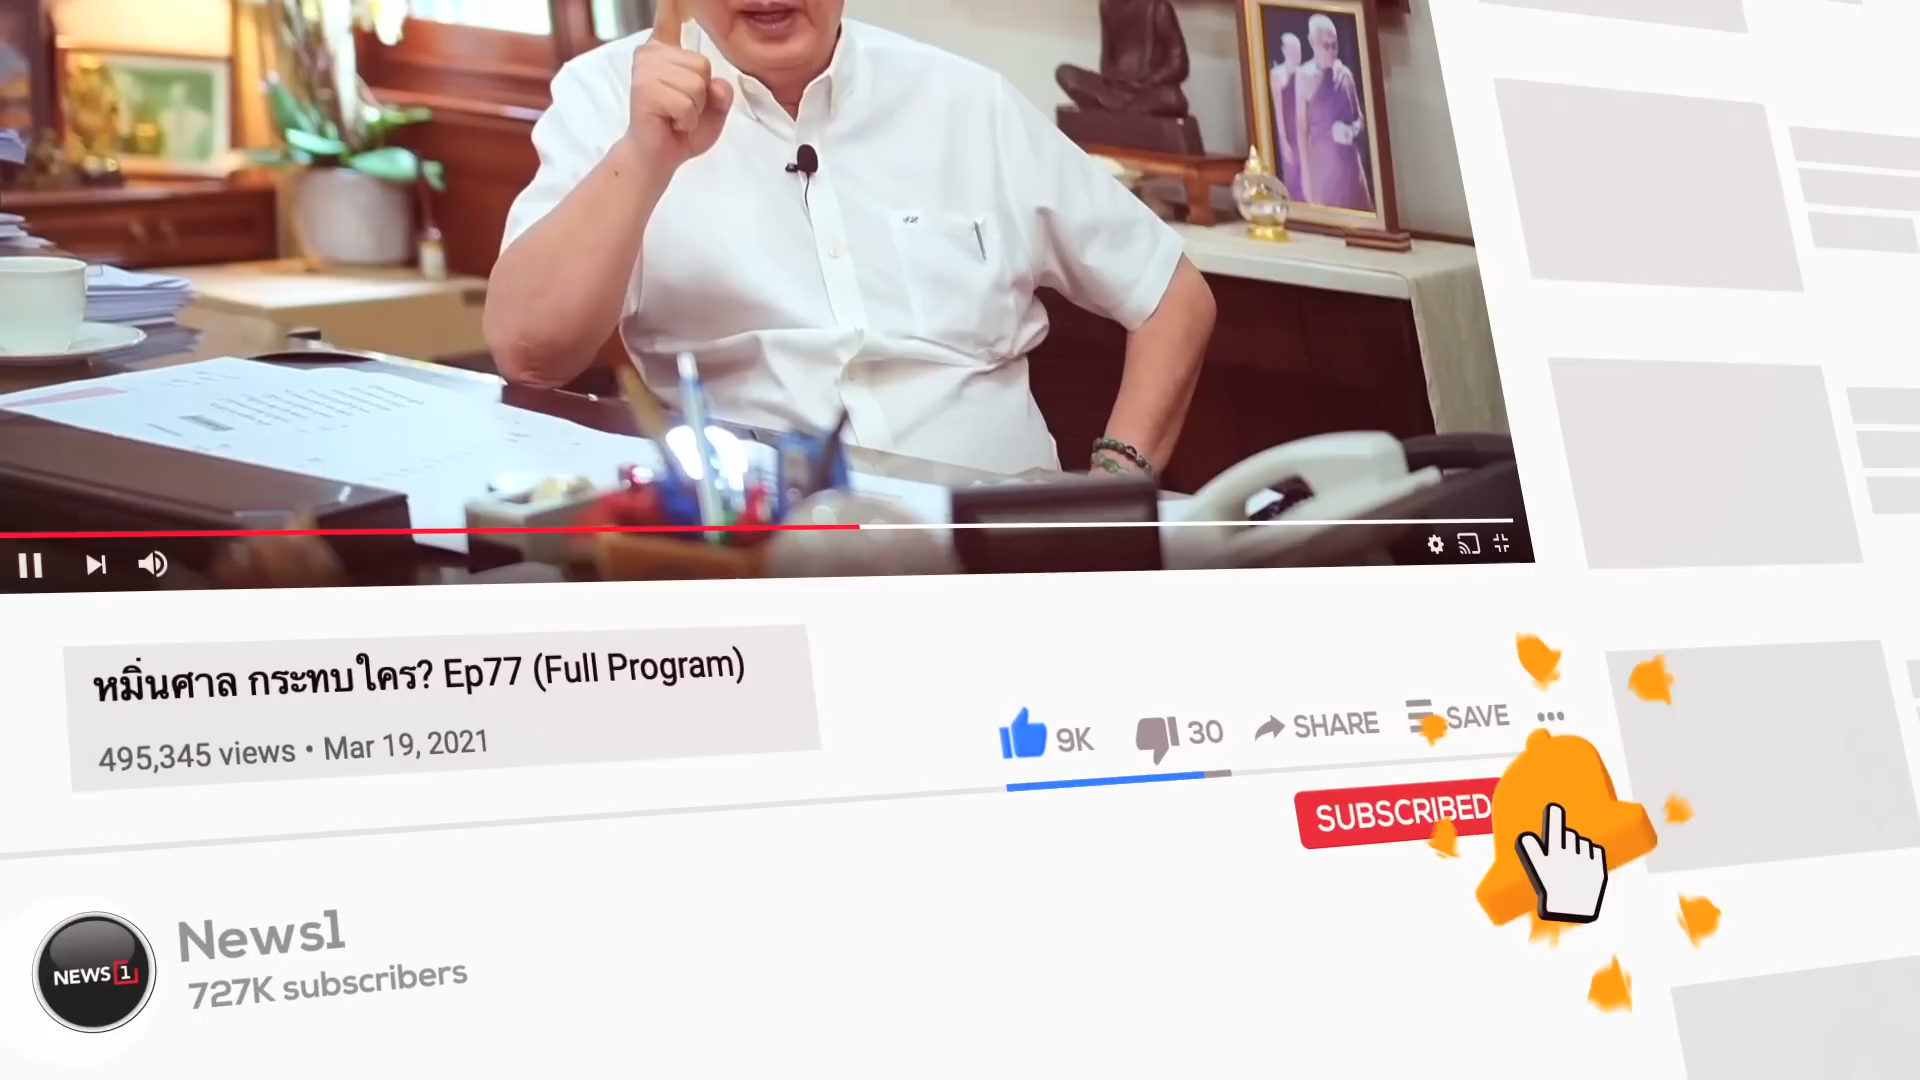 หมิ่นศาล กระทบใคร? Ep77 (Full Program)
495,345 views • Mar 19, 2021
9K
30
SHARE
SAVE
SUBSCRIBED
NEWS 1
News1
727K subscribers